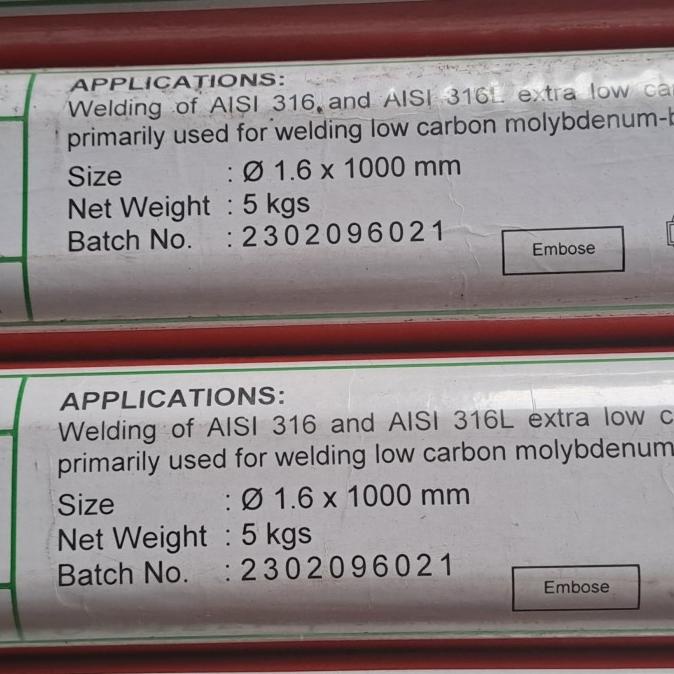 APPLICATIONS:
Welding of AISI 316 and AISI 316L extra low
primarily used for welding low carbon molybdenum-
Size : Ø 1.6 x 1000 mm
Net Weight : 5 kgs
Batch No. : 2302096021
Embose
APPLICATIONS:
Welding of AISI 316 and AISI 316L extra low
primarily used for welding low carbon molybdenum
Size : Ø 1.6 x 1000 mm
Net Weight : 5 kgs
Batch No. : 2302096021
Embose